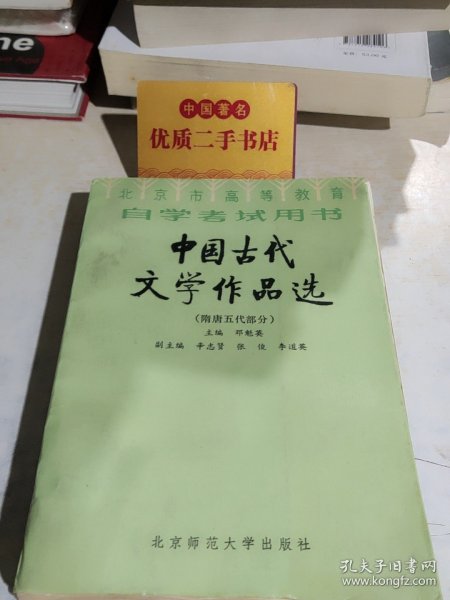 中国著名
优质二手书店
北京市高等教育
自学考试用书
中国古代
文学作品选
(隋唐五代部分)
主编 邓魁英
副主编 辛志贤 张俊 李道英
北京师范大学出版社
孔夫子旧书网
www.kongfz.com